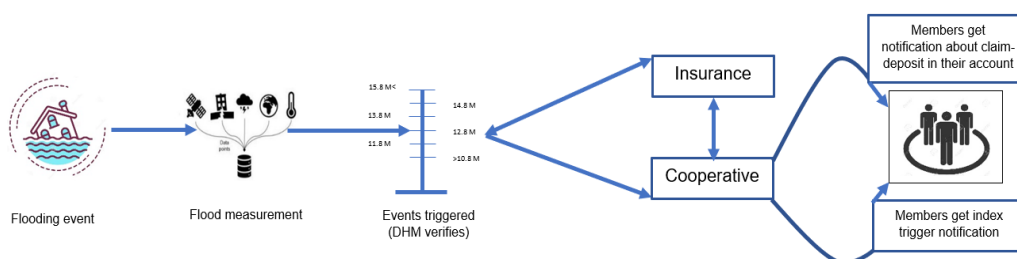 Flooding event
Data
points
Flood measurement
15.8 M<
14.8 M
13.8 M
12.8 M
11.8 M
>10.8 M
Events triggered
(DHM verifies)
Insurance
Cooperative
Members get
notification about claim-
deposit in their account
Members get index
trigger notification